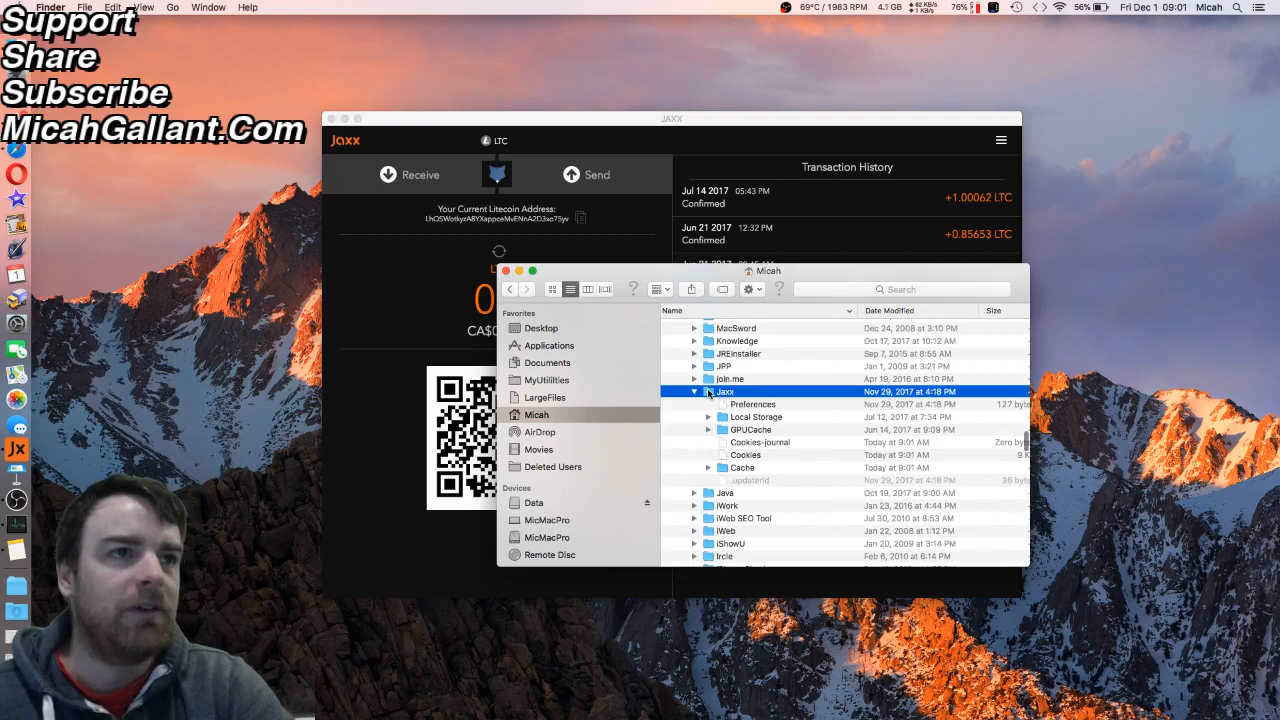 Finder File Edit View Go Window Help
69°C / 1983 RPM 4.1 GB 76% 56% Fri Dec 1 09:01 Micah
Support
Share
Subscribe
MicahGallant.Com
JAXX
Jaxx
LTC
Receive
Send
Transaction History
Your Current Litecoin Address:
Jul 14 2017 05:43 PM
Confirmed
+1.00062 LTC
Jun 21 2017 12:32 PM
Confirmed
+0.85653 LTC
L
0
CA$0
Micah
Search
Favorites
Desktop
Applications
Documents
MyUtililties
LargeFiles
Micah
AirDrop
Movies
Deleted Users
Devices
Data
MicMacPro
MicMacPro
Remote Disc
Name Date Modified Size
MacSword Dec 24, 2008 at 3:10 PM
Knowledge Oct 17, 2017 at 10:12 AM
JREInstaller Sep 7, 2015 at 8:55 AM
JPP Jan 1, 2009 at 3:21 PM
join.me Apr 19, 2016 at 8:10 PM
Jaxx Nov 29, 2017 at 4:18 PM
Preferences Nov 29, 2017 at 4:18 PM 127 byte
Local Storage Jul 12, 2017 at 7:34 PM
GPUCache Jun 14, 2017 at 9:09 PM
Cookies-journal Today at 9:01 AM Zero by
Cookies Today at 9:01 AM 9 K
Cache Today at 9:01 AM
.updaterId Nov 29, 2017 at 4:18 PM 36 byt
Java Oct 19, 2017 at 9:00 AM
iWork Jan 23, 2016 at 4:44 PM
iWeb SEO Tool Jul 30, 2010 at 8:53 AM
iWeb Jan 22, 2008 at 1:12 PM
iShowU Jan 20, 2009 at 3:14 PM
Ircle Feb 6, 2010 at 6:14 PM